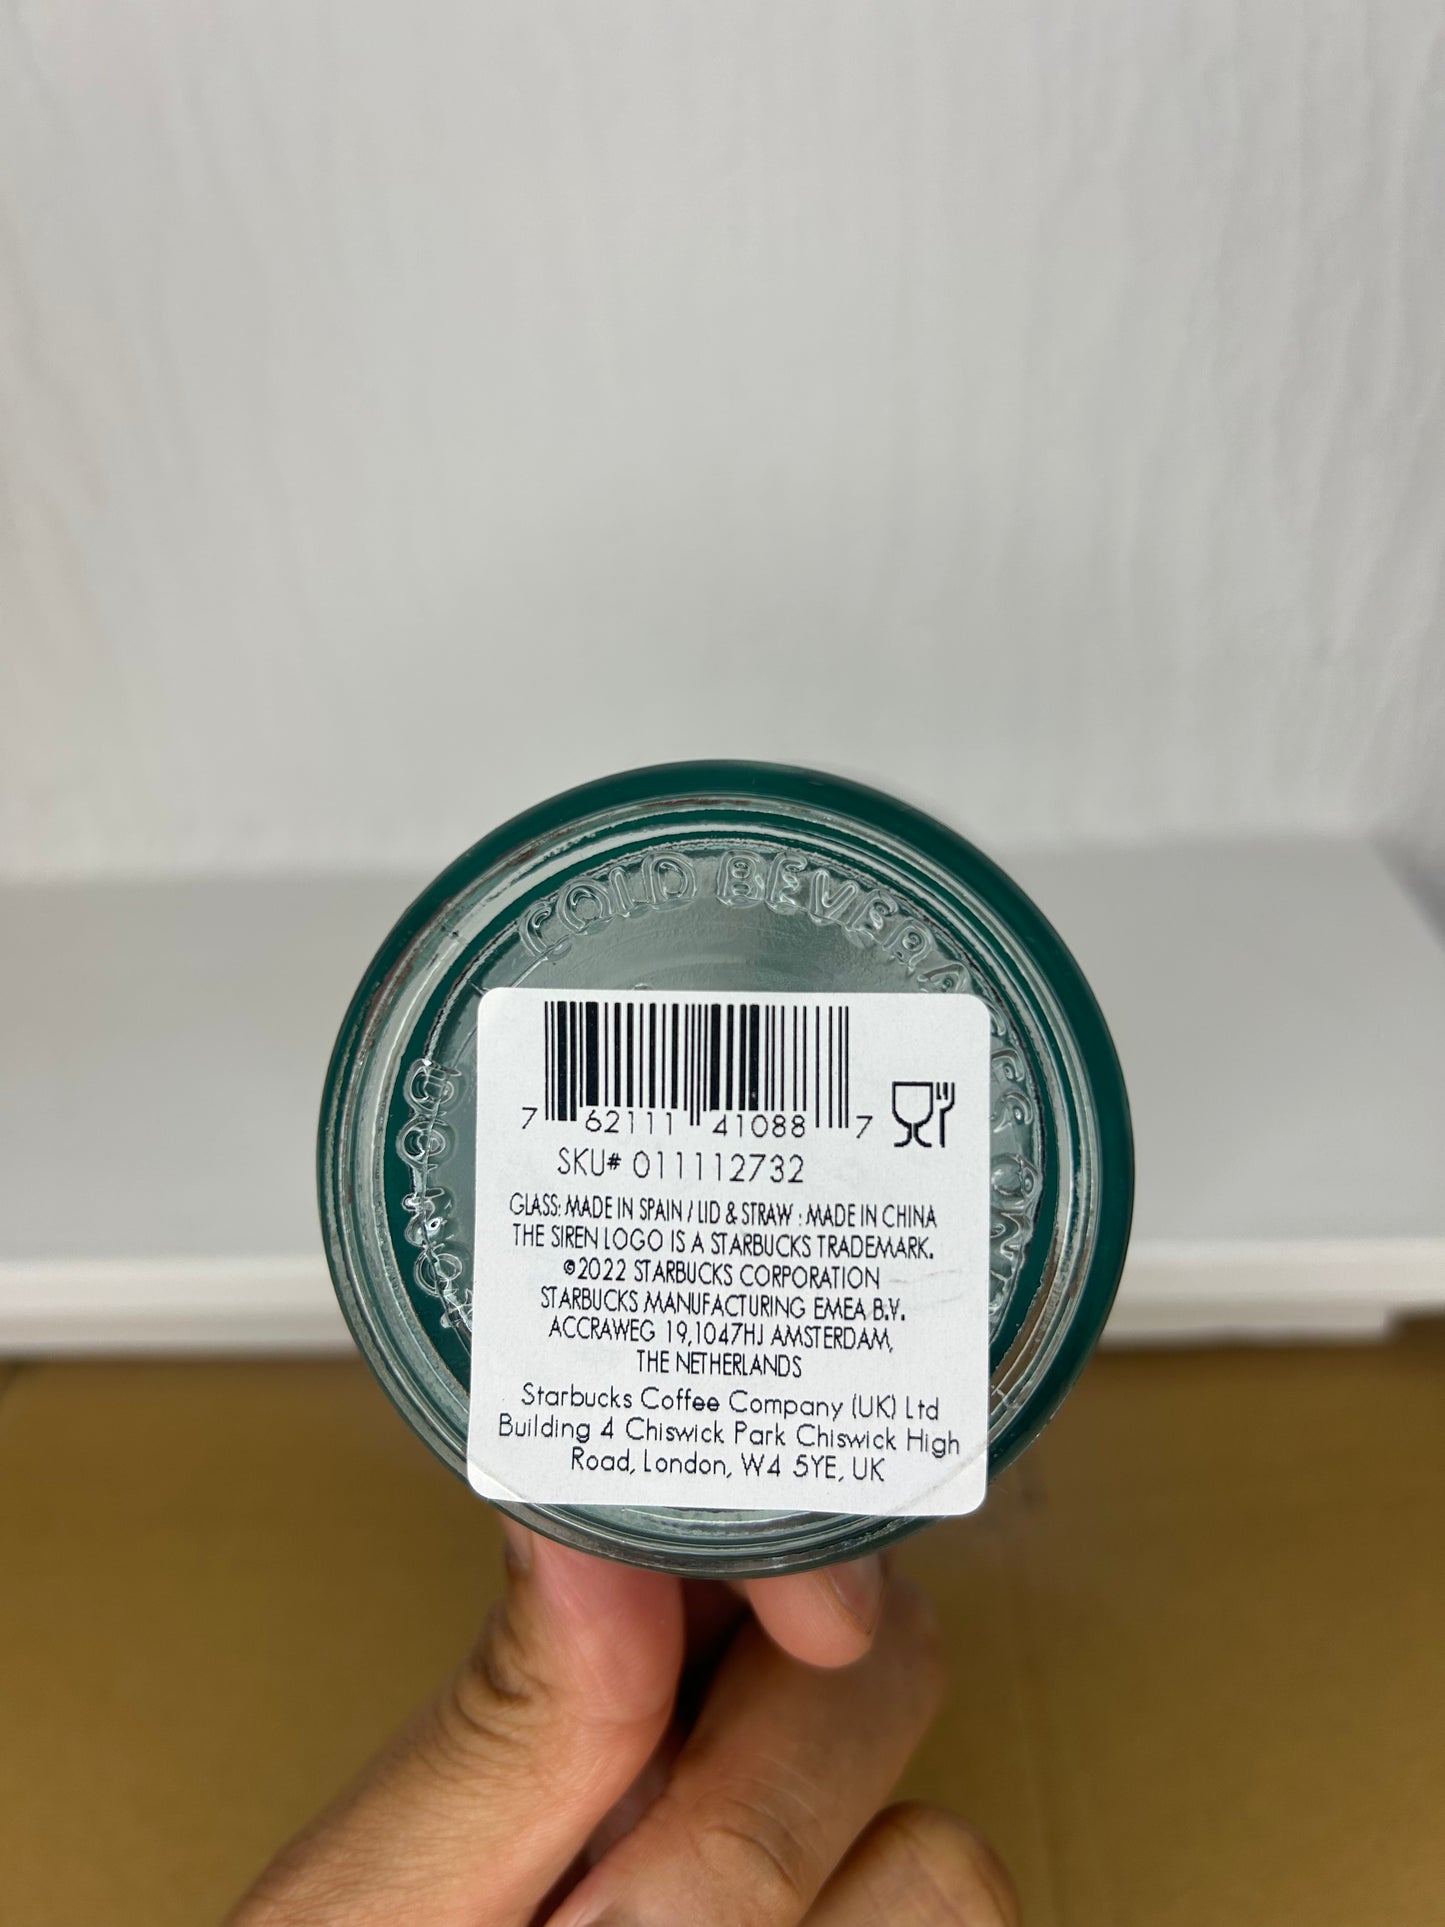 COLD BEVERAGE ONLY
7 62111 41088 7
SKU# 011112732
GLASS: MADE IN SPAIN / LID & STRAW : MADE IN CHINA
THE SIREN LOGO IS A STARBUCKS TRADEMARK.
©2022 STARBUCKS CORPORATION
STARBUCKS MANUFACTURING EMEA B.V.
ACCRAWEG 19,1047HJ AMSTERDAM,
THE NETHERLANDS
Starbucks Coffee Company (UK) Ltd
Building 4 Chiswick Park Chiswick High
Road, London, W4 5YE, UK